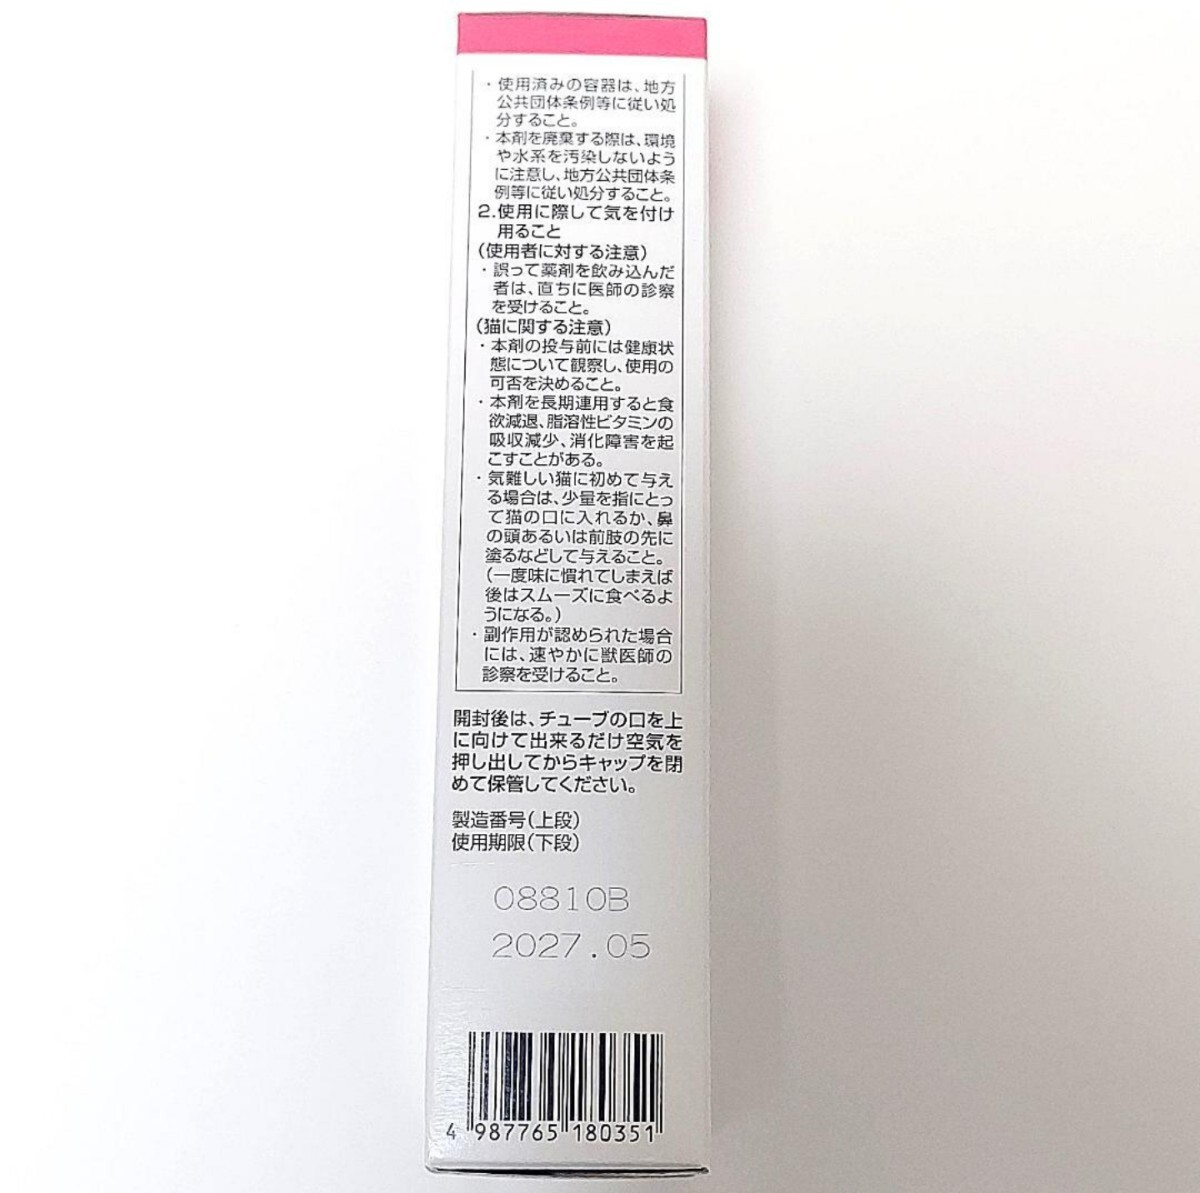 ・使用済みの容器は、地方
公共団体条例等に従い処
分すること。
・本剤を廃棄する際は、環境
や水系を汚染しないよう
に注意し、地方公共団体条
例等に従い処分すること。
2.使用に際して気を付け
用ること
(使用者に対する注意)
・誤って薬剤を飲み込んだ
者は、直ちに医師の診察
を受けること。
(猫に関する注意)
・本剤の投与前には健康状
態について観察し、使用の
可否を決めること。
・本剤を長期連用すると食
欲減退、脂溶性ビタミンの
吸収減少、消化障害を起
こすことがある。
・気難しい猫に初めて与え
る場合は、少量を指にとっ
て猫の口に入れるか、鼻
の頭あるいは前肢の先に
塗るなどして与えること。
(一度味に慣れてしまえば
後はスムーズに食べるよ
うになる。)
・副作用が認められた場合
には、速やかに獣医師の
診察を受けること。
開封後は、チューブの口を上
に向けて出来るだけ空気を
押し出してからキャップを閉
めて保管してください。
製造番号(上段)
使用期限(下段)
08810B
2027.05
4 987765 180351